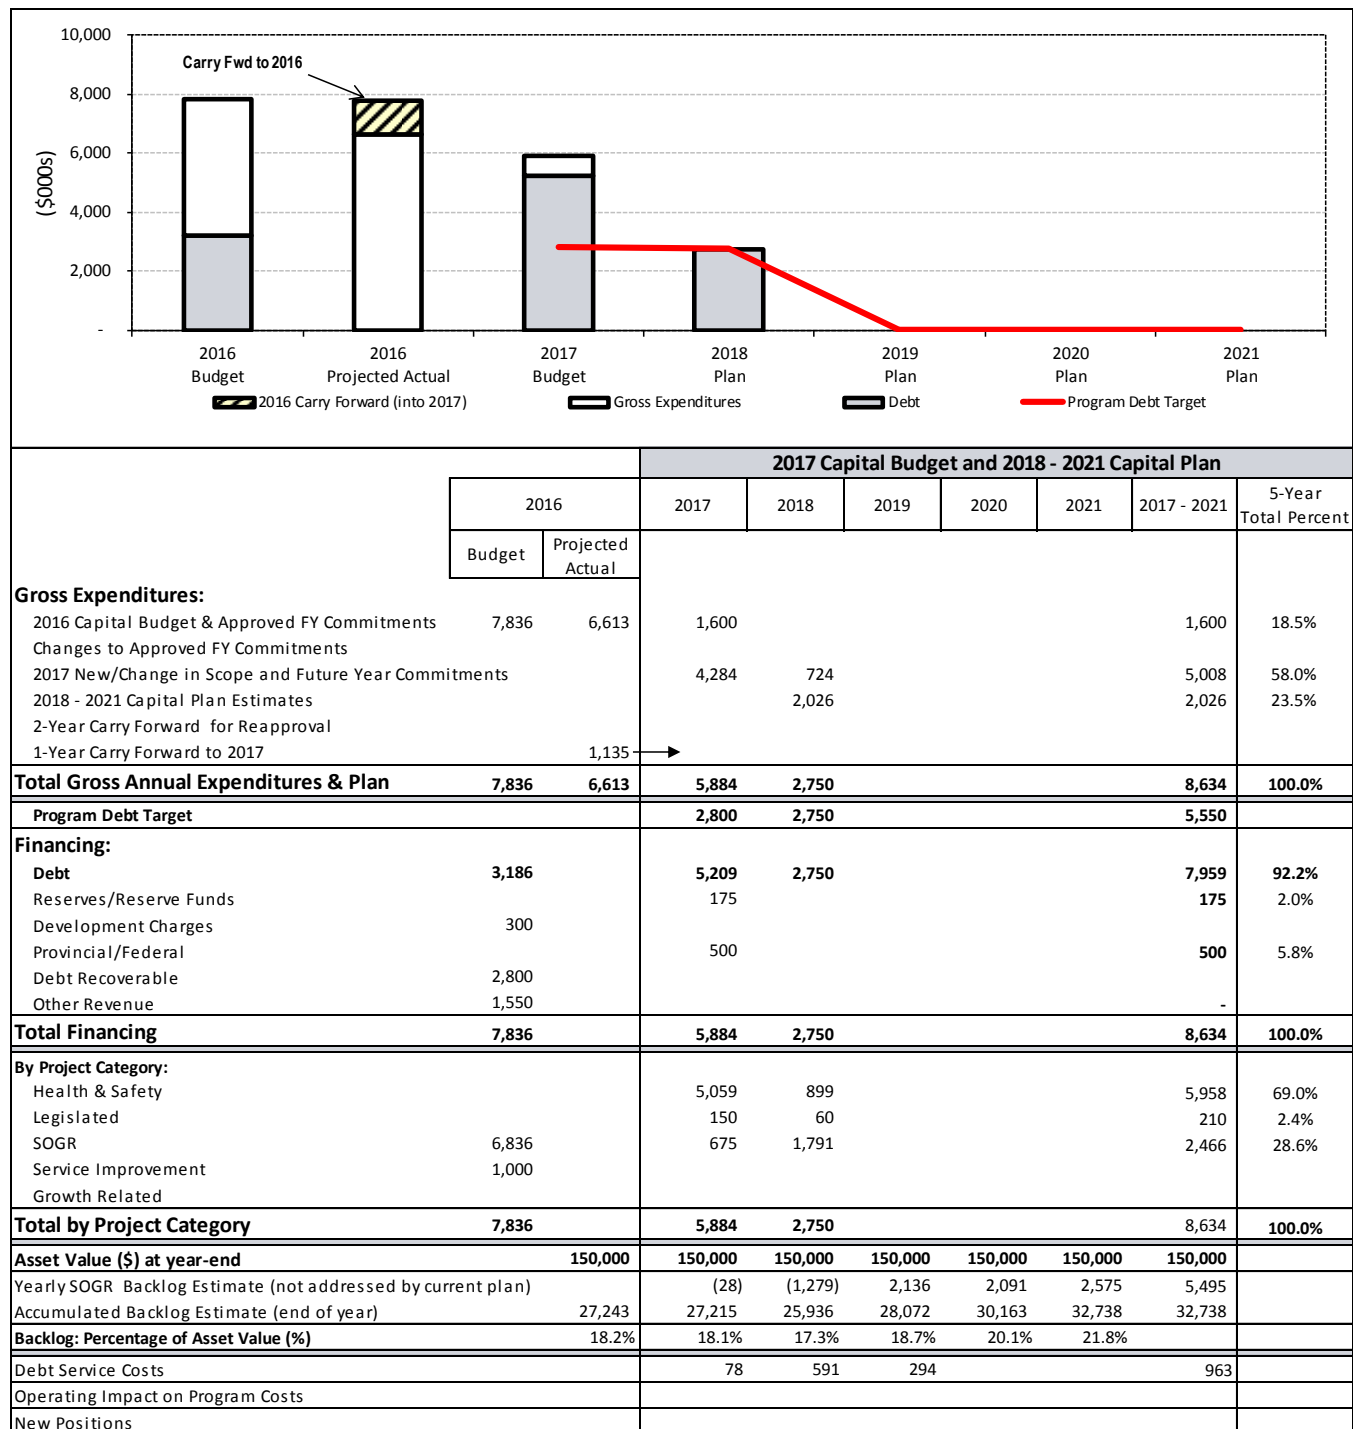 10,000
Carry Fwd to 2016
8,000
6,000
($000s)
4,000
2,000
-
2016 2016 2017 2018 2019 2020 2021
Budget Projected Actual Budget Plan Plan Plan Plan
2016 Carry Forward (into 2017) Gross Expenditures Debt Program Debt Target
2017 Capital Budget and 2018 - 2021 Capital Plan
2016 2017 2018 2019 2020 2021 2017 - 2021 5-Year
Total Percent
Budget Projected
Actual
Gross Expenditures:
2016 Capital Budget & Approved FY Commitments 7,836 6,613 1,600 1,600 18.5%
Changes to Approved FY Commitments
2017 New/Change in Scope and Future Year Commitments 4,284 724 5,008 58.0%
2018 - 2021 Capital Plan Estimates 2,026 2,026 23.5%
2-Year Carry Forward for Reapproval
1-Year Carry Forward to 2017 1,135
Total Gross Annual Expenditures & Plan 7,836 6,613 5,884 2,750 8,634 100.0%
Program Debt Target 2,800 2,750 5,550
Financing:
Debt 3,186 5,209 2,750 7,959 92.2%
Reserves/Reserve Funds 175 175 2.0%
Development Charges 300
Provincial/Federal 500 500 5.8%
Debt Recoverable 2,800
Other Revenue 1,550 -
Total Financing 7,836 5,884 2,750 8,634 100.0%
By Project Category:
Health & Safety 5,059 899 5,958 69.0%
Legislated 150 60 210 2.4%
SOGR 6,836 675 1,791 2,466 28.6%
Service Improvement 1,000
Growth Related
Total by Project Category 7,836 5,884 2,750 8,634 100.0%
Asset Value ($) at year-end 150,000 150,000 150,000 150,000 150,000 150,000 150,000
Yearly SOGR Backlog Estimate (not addressed by current plan) (28) (1,279) 2,136 2,091 2,575 5,495
Accumulated Backlog Estimate (end of year) 27,243 27,215 25,936 28,072 30,163 32,738 32,738
Backlog: Percentage of Asset Value (%) 18.2% 18.1% 17.3% 18.7% 20.1% 21.8%
Debt Service Costs 78 591 294 963
Operating Impact on Program Costs
New Positions